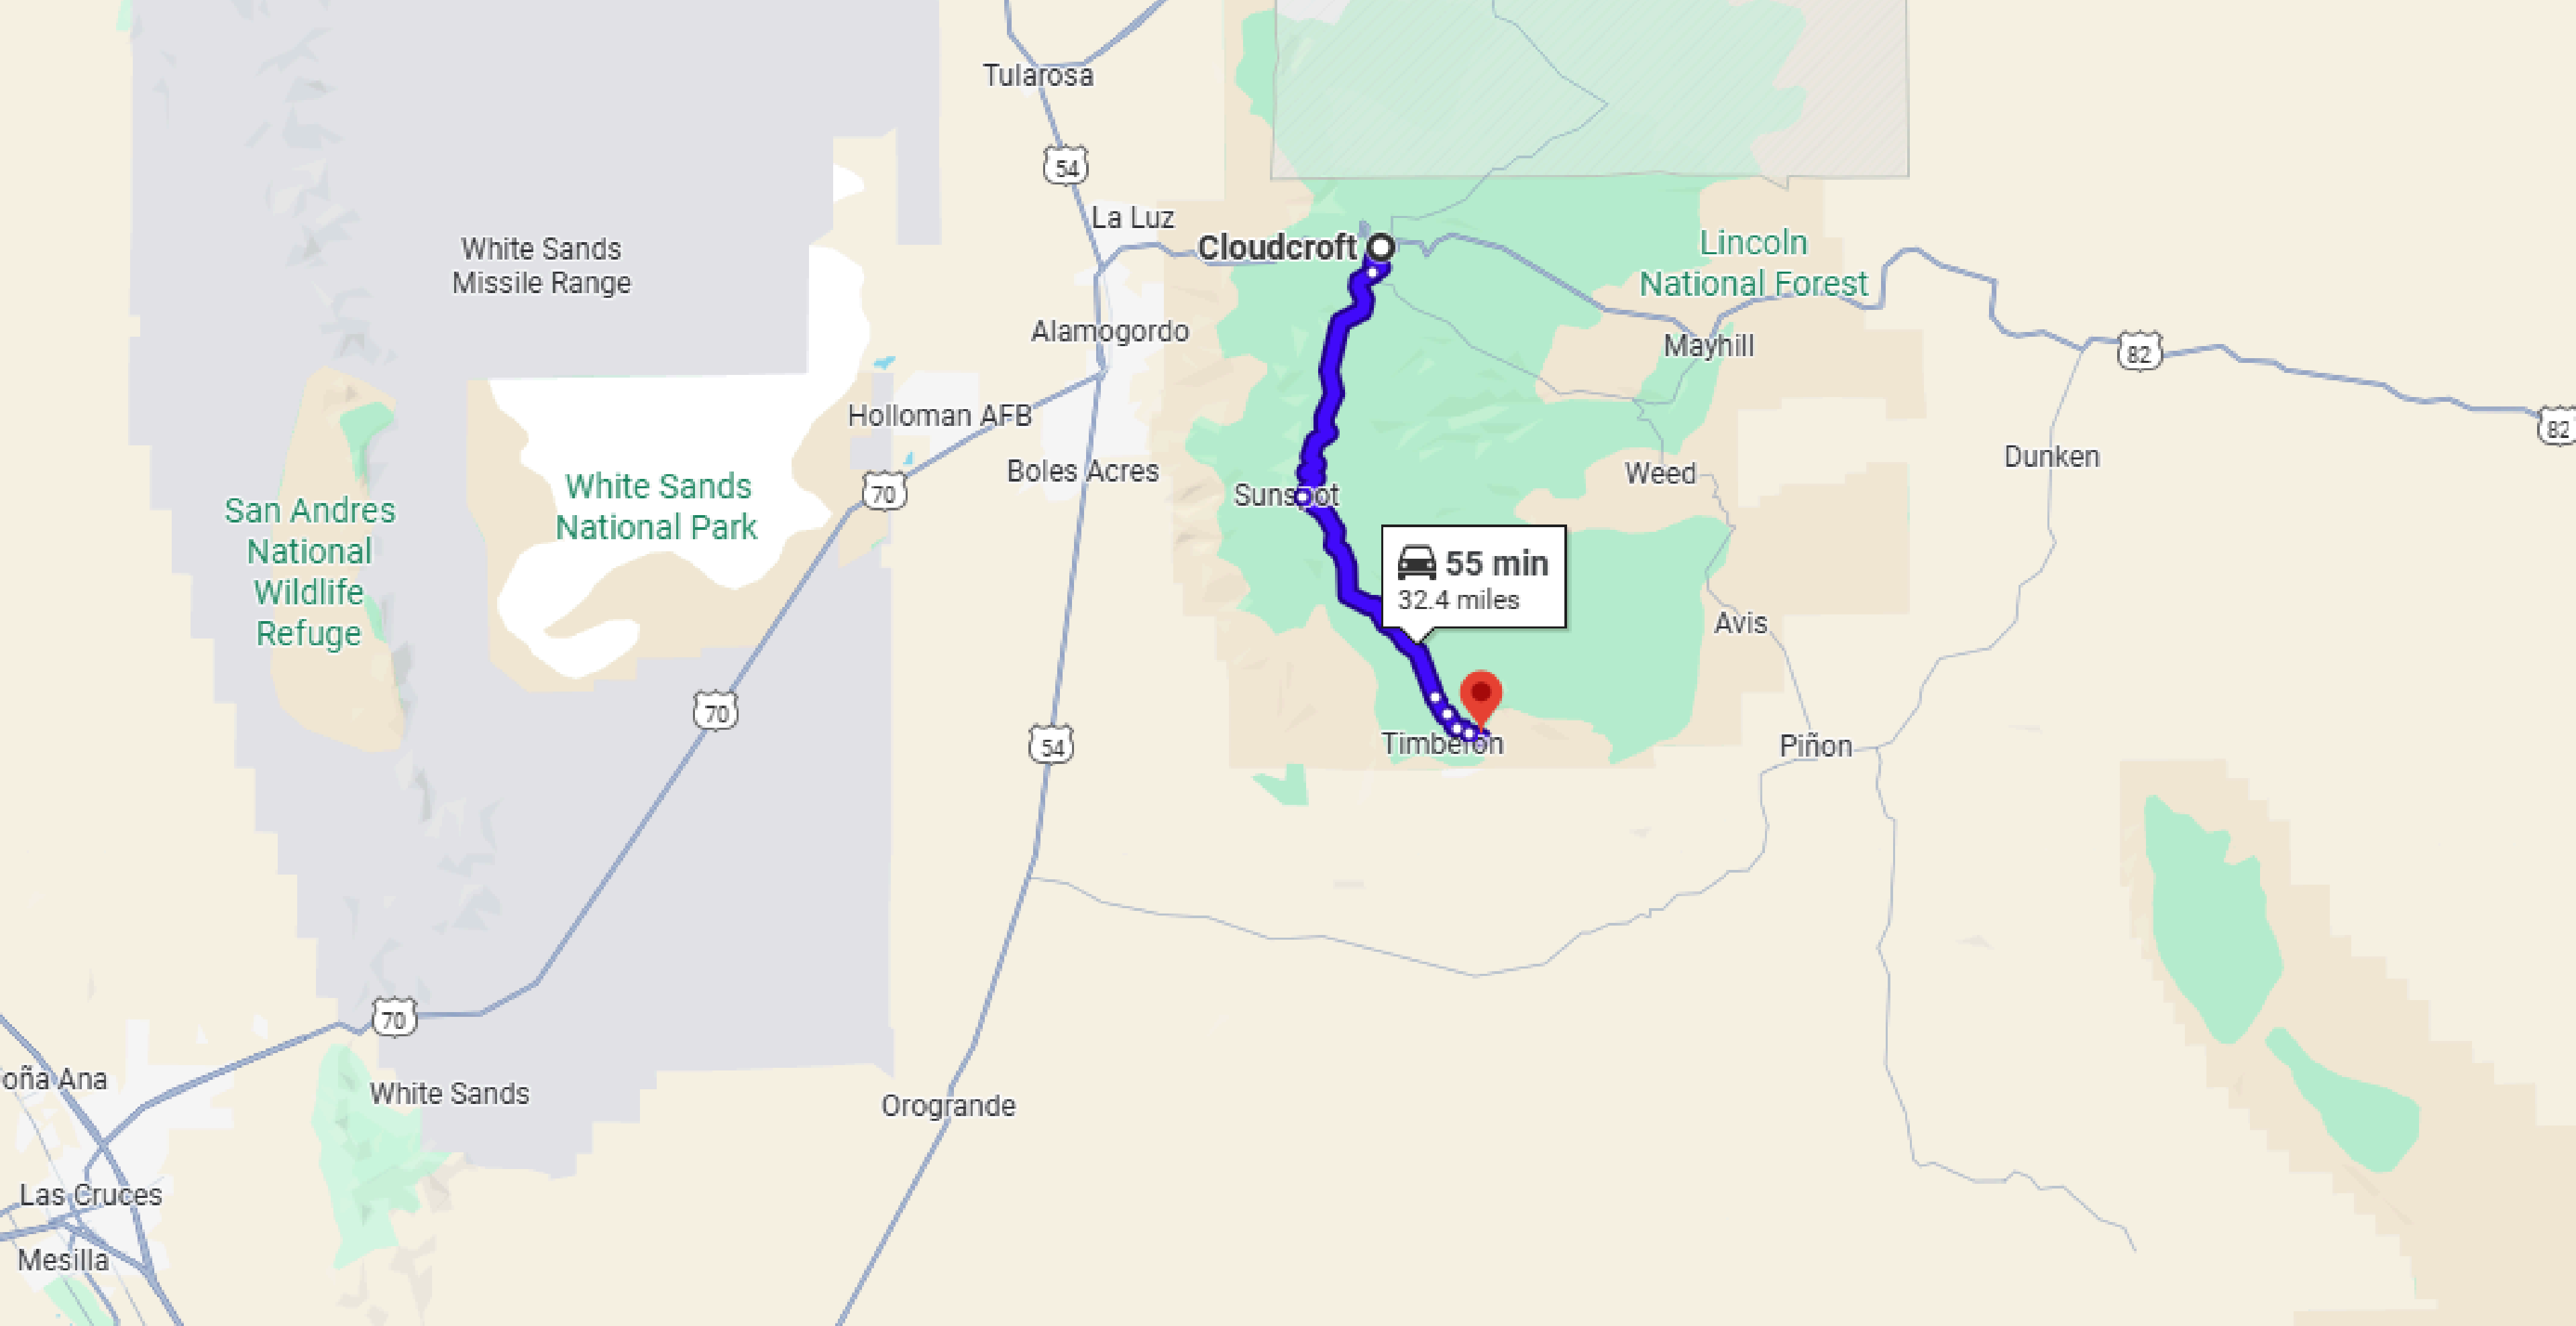 Tularosa
54
La Luz
White Sands
Missile Range
Cloudcroft
Lincoln
National Forest
Alamogordo
Mayhill
82
Holloman AFB
82
Boles Acres
Dunken
Weed
White Sands
National Park
70
Sunspot
San Andres
National
Wildlife
Refuge
55 min
32.4 miles
Avis
70
54
Timberon
Piñon
70
oña Ana
White Sands
Orogrande
Las Cruces
Mesilla